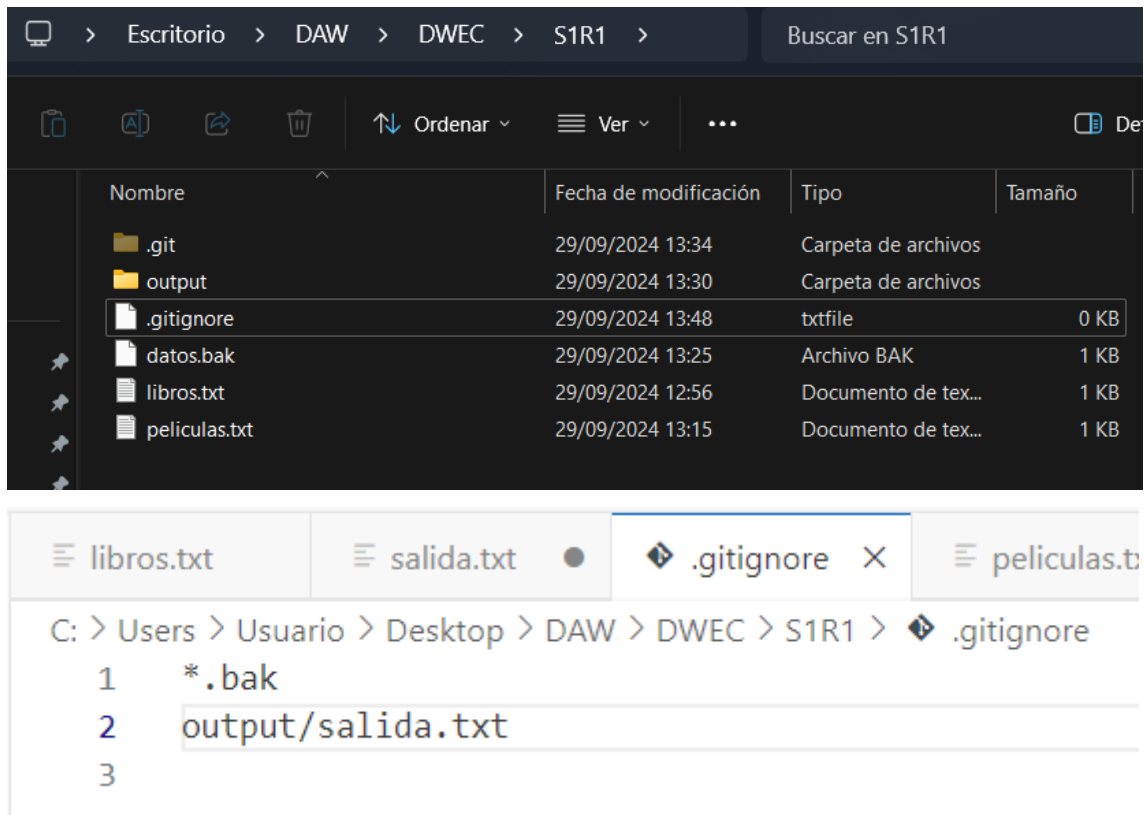 Escritorio > DAW > DWEC > S1R1 > Buscar en S1R1
Ordenar Ver ••• Det
Nombre Fecha de modificación Tipo Tamaño
.git 29/09/2024 13:34 Carpeta de archivos
output 29/09/2024 13:30 Carpeta de archivos
.gitignore 29/09/2024 13:48 txtfile 0 KB
datos.bak 29/09/2024 13:25 Archivo BAK 1 KB
libros.txt 29/09/2024 12:56 Documento de tex... 1 KB
peliculas.txt 29/09/2024 13:15 Documento de tex... 1 KB
libros.txt salida.txt .gitignore peliculas.tx
C: > Users > Usuario > Desktop > DAW > DWEC > S1R1 > .gitignore
1 *.bak
2 output/salida.txt
3